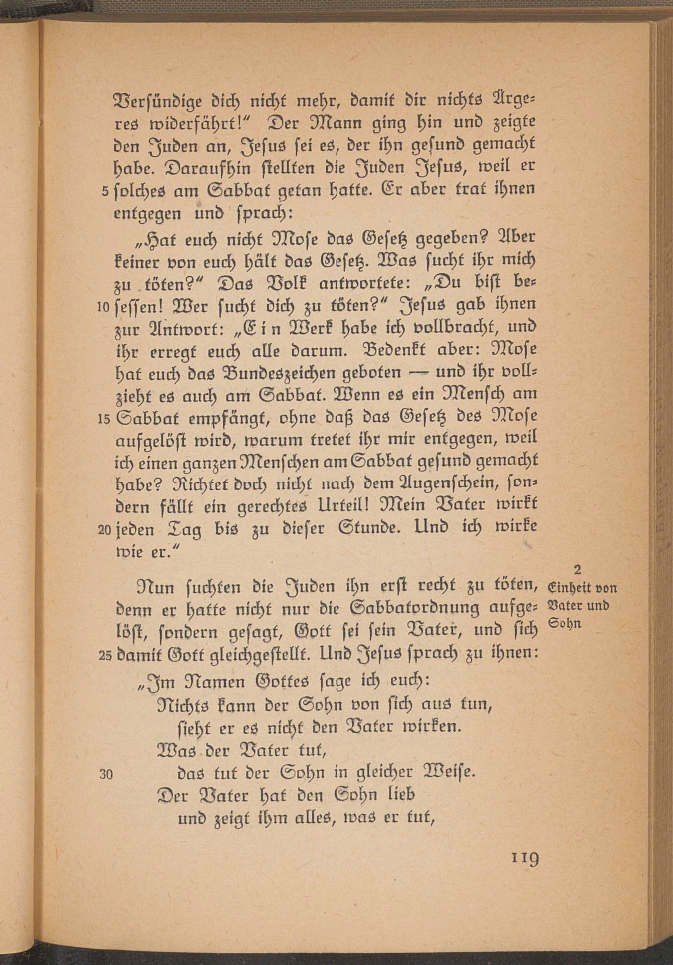 Versündige dich nicht mehr, damit dir nichts Ärge-
res widerfährt!“ Der Mann ging hin und zeigte
den Juden an, Jesus sei es, der ihn gesund gemacht
habe. Daraufhin stellten die Juden Jesus, weil er
5 solches am Sabbat getan hatte. Er aber trat ihnen
entgegen und sprach:
„Hat euch nicht Mose das Gesetz gegeben? Aber
keiner von euch hält das Gesetz. Was sucht ihr mich
zu töten?“ Das Volk antwortete: „Du bist be-
10 sessen! Wer sucht dich zu töten?“ Jesus gab ihnen
zur Antwort: „E i n Werk habe ich vollbracht, und
ihr erregt euch alle darum. Bedenkt aber: Mose
hat euch das Bundeszeichen geboten — und ihr voll-
zieht es auch am Sabbat. Wenn es ein Mensch am
15 Sabbat empfängt, ohne daß das Gesetz des Mose
aufgelöst wird, warum tretet ihr mir entgegen, weil
ich einen ganzen Menschen am Sabbat gesund gemacht
habe? Richtet doch nicht nach dem Augenschein, son-
dern fällt ein gerechtes Urteil! Mein Vater wirkt
20 jeden Tag bis zu dieser Stunde. Und ich wirke
wie er.“
2
Einheit von
Vater und
Sohn
Nun suchten die Juden ihn erst recht zu töten,
denn er hatte nicht nur die Sabbatordnung aufge-
löst, sondern gesagt, Gott sei sein Vater, und sich
25 damit Gott gleichgestellt. Und Jesus sprach zu ihnen:
„Im Namen Gottes sage ich euch:
Nichts kann der Sohn von sich aus tun,
sieht er es nicht den Vater wirken.
Was der Vater tut,
30 das tut der Sohn in gleicher Weise.
Der Vater hat den Sohn lieb
und zeigt ihm alles, was er tut,
119